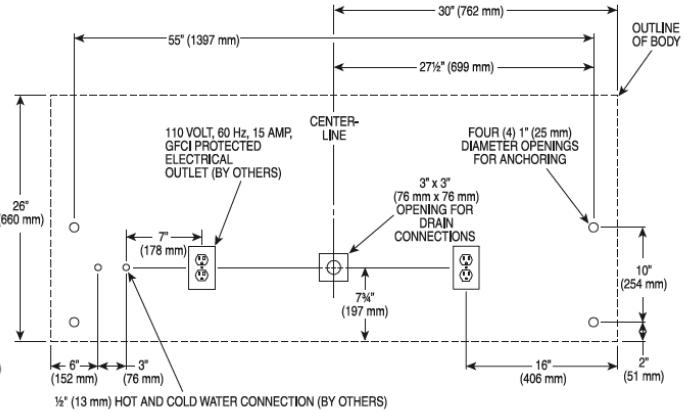 30" (762 mm)
55" (1397 mm)
OUTLINE
OF BODY
27½" (699 mm)
110 VOLT, 60 Hz, 15 AMP,
GFCI PROTECTED
ELECTRICAL
OUTLET (BY OTHERS)
CENTER-
LINE
FOUR (4) 1" (25 mm)
DIAMETER OPENINGS
FOR ANCHORING
3" x 3"
(76 mm x 76 mm)
OPENING FOR
DRAIN
CONNECTIONS
26"
(660 mm)
7"
(178 mm)
7¾"
(197 mm)
10"
(254 mm)
6"
(152 mm)
3"
(76 mm)
16"
(406 mm)
2"
(51 mm)
½" (13 mm) HOT AND COLD WATER CONNECTION (BY OTHERS)